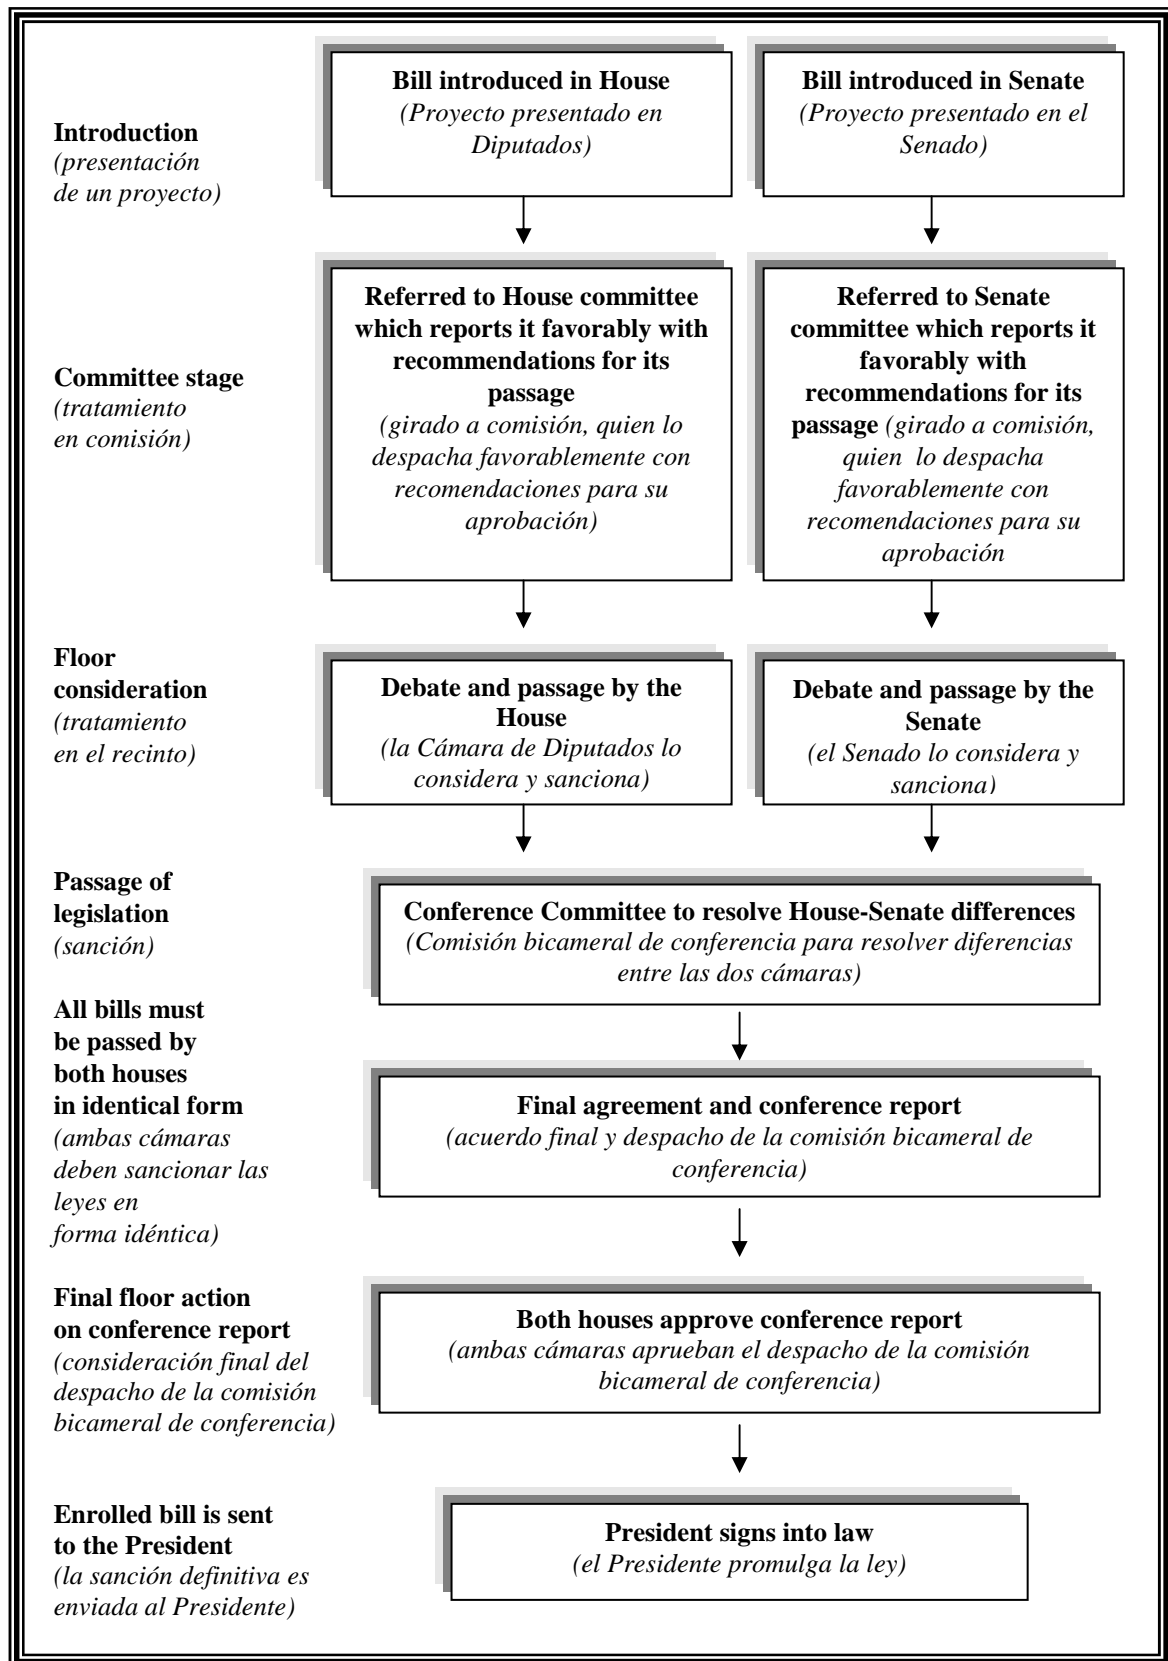 Bill introduced in House
(Proyecto presentado en
Diputados)
Bill introduced in Senate
(Proyecto presentado en el
Senado)
Introduction
(presentación
de un proyecto)
Referred to House committee
which reports it favorably with
recommendations for its
passage
(girado a comisión, quien lo
despacha favorablemente con
recomendaciones para su
aprobación)
Referred to Senate
committee which reports it
favorably with
recommendations for its
passage (girado a comisión,
quien lo despacha
favorablemente con
recomendaciones para su
aprobación
Committee stage
(tratamiento
en comisión)
Floor
consideration
(tratamiento
en el recinto)
Debate and passage by the
House
(la Cámara de Diputados lo
considera y sanciona)
Debate and passage by the
Senate
(el Senado lo considera y
sanciona)
Passage of
legislation
(sanción)
Conference Committee to resolve House-Senate differences
(Comisión bicameral de conferencia para resolver diferencias
entre las dos cámaras)
All bills must
be passed by
both houses
in identical form
(ambas cámaras
deben sancionar las
leyes en
forma idéntica)
Final agreement and conference report
(acuerdo final y despacho de la comisión bicameral de
conferencia)
Final floor action
on conference report
(consideración final del
despacho de la comisión
bicameral de conferencia)
Both houses approve conference report
(ambas cámaras aprueban el despacho de la comisión
bicameral de conferencia)
Enrolled bill is sent
to the President
(la sanción definitiva es
enviada al Presidente)
President signs into law
(el Presidente promulga la ley)